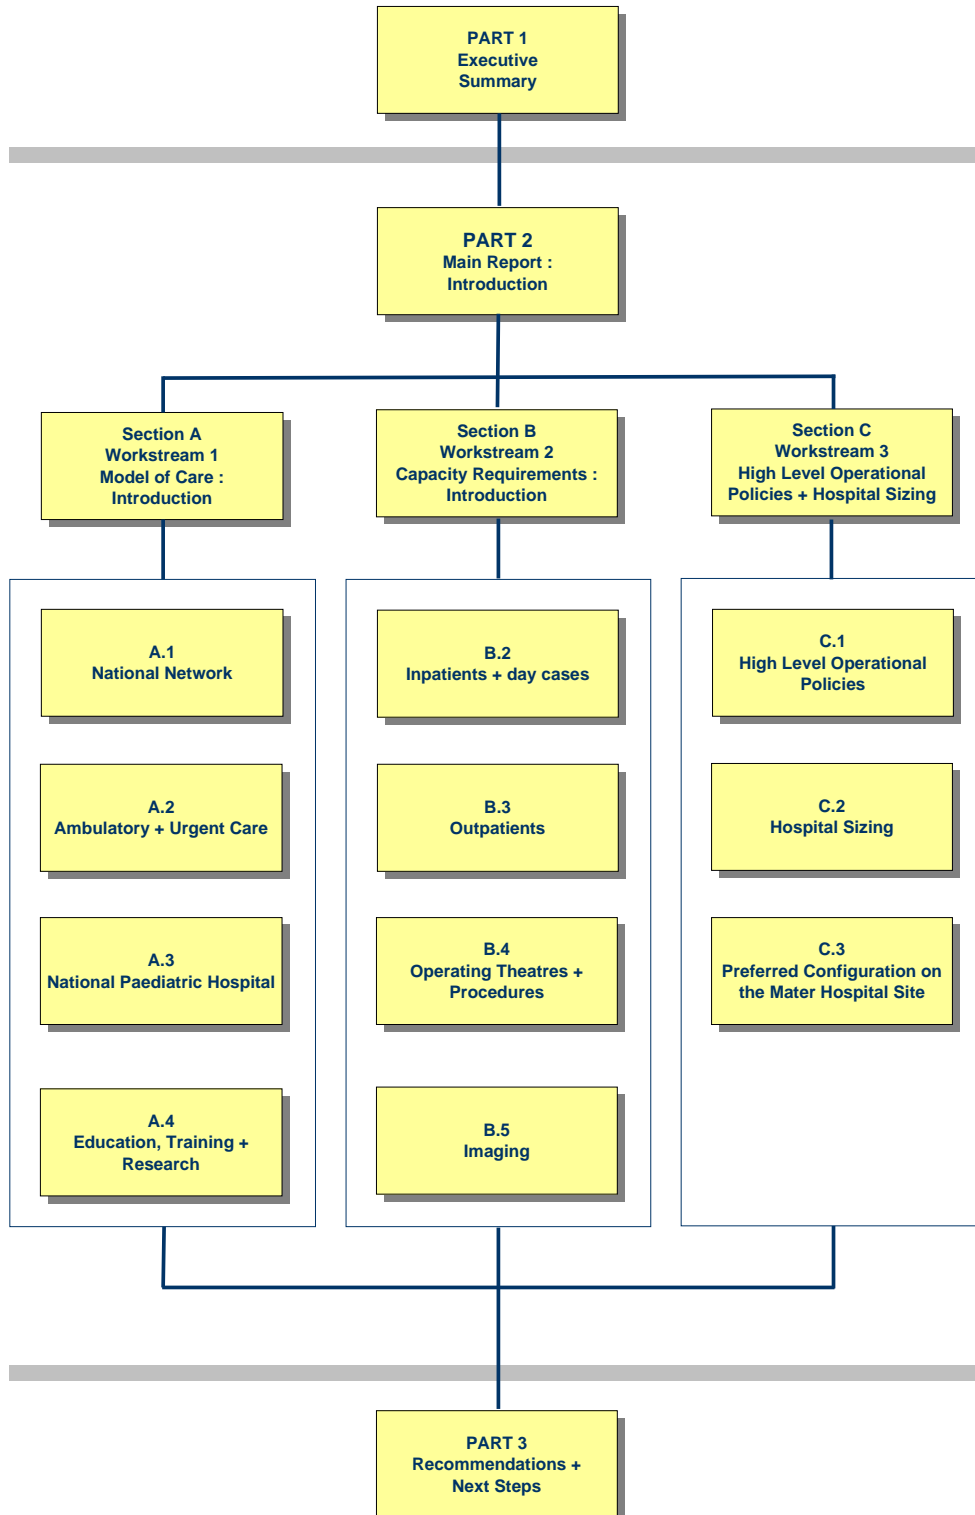 PART 1
Executive
Summary
PART 2
Main Report :
Introduction
Section A
Workstream 1
Model of Care :
Introduction
Section B
Workstream 2
Capacity Requirements :
Introduction
Section C
Workstream 3
High Level Operational
Policies + Hospital Sizing
A.1
National Network
A.2
Ambulatory + Urgent Care
A.3
National Paediatric Hospital
A.4
Education, Training +
Research
B.2
Inpatients + day cases
B.3
Outpatients
B.4
Operating Theatres +
Procedures
B.5
Imaging
C.1
High Level Operational
Policies
C.2
Hospital Sizing
C.3
Preferred Configuration on
the Mater Hospital Site
PART 3
Recommendations +
Next Steps